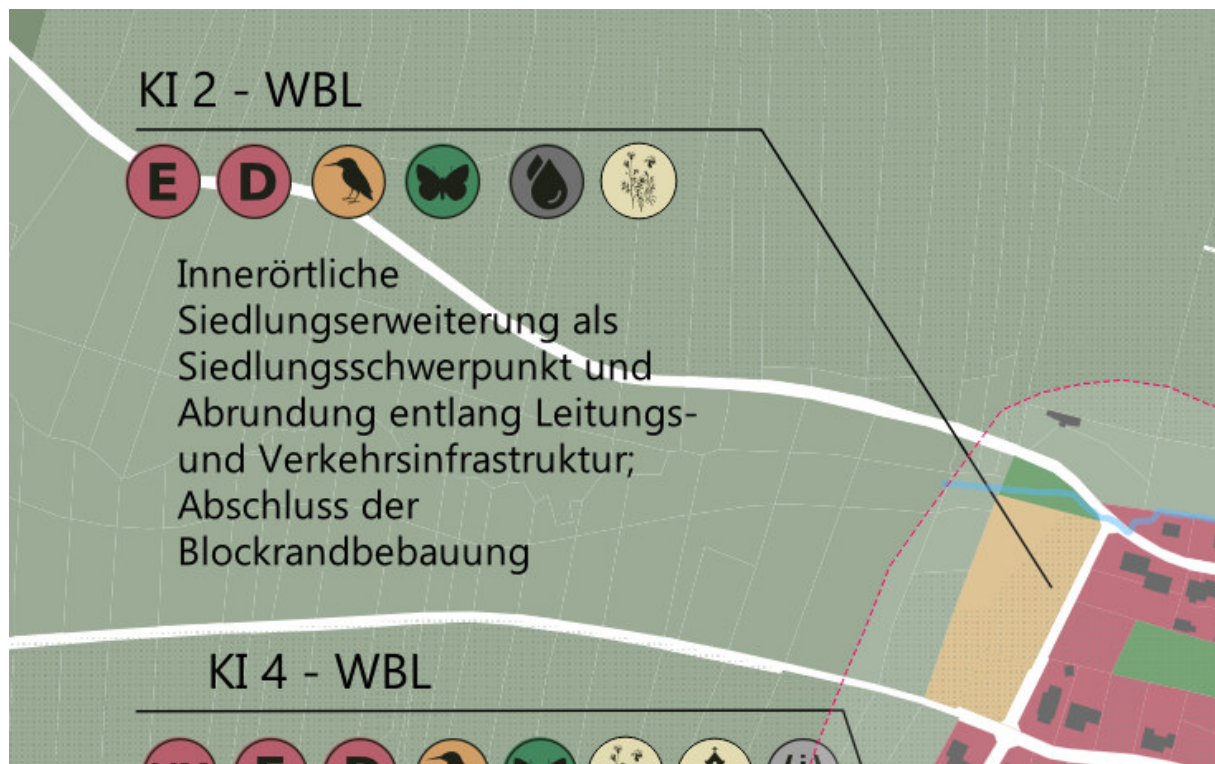 KI 2 - WBL
E D
Innerörtliche
Siedlungserweiterung als
Siedlungsschwerpunkt und
Abrundung entlang Leitungs-
und Verkehrsinfrastruktur;
Abschluss der
Blockrandbebauung
KI 4 - WBL
E D